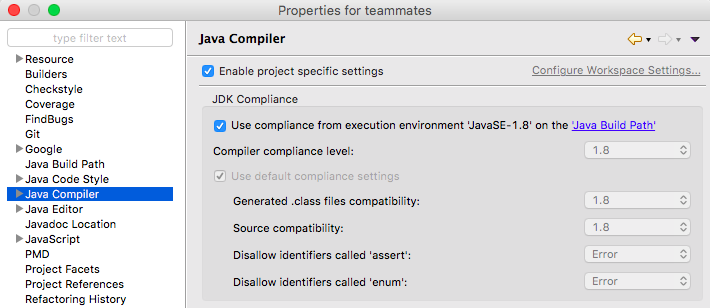 Properties for teammates
type filter text
Resource
Builders
Checkstyle
Coverage
FindBugs
Git
Google
Java Build Path
Java Code Style
Java Compiler
Java Editor
Javadoc Location
JavaScript
PMD
Project Facets
Project References
Refactoring History
Java Compiler
Enable project specific settings
Configure Workspace Settings...
JDK Compliance
Use compliance from execution environment 'JavaSE-1.8' on the 'Java Build Path'
Compiler compliance level: 1.8
Use default compliance settings
Generated .class files compatibility: 1.8
Source compatibility: 1.8
Disallow identifiers called 'assert': Error
Disallow identifiers called 'enum': Error